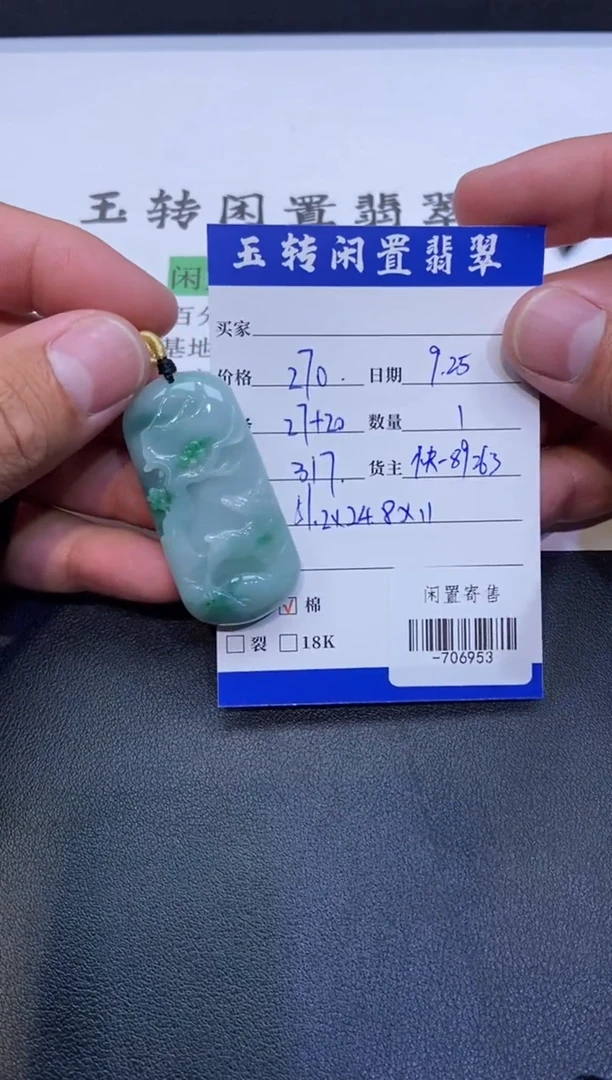 玉转闲置翡翠
闲
百分
基地
玉转闲置翡翠
买家
价格 270. 日期 9.25
27+20 数量 1
317. 货主 快-89263
51.2x24.8x11
√ 棉
闲置寄售
裂 18K
-706953